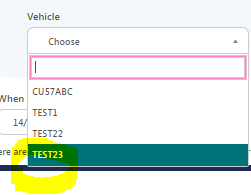 Vehicle
Choose
CU57ABC
TEST1
When
TEST22
14/
ere are
TEST23